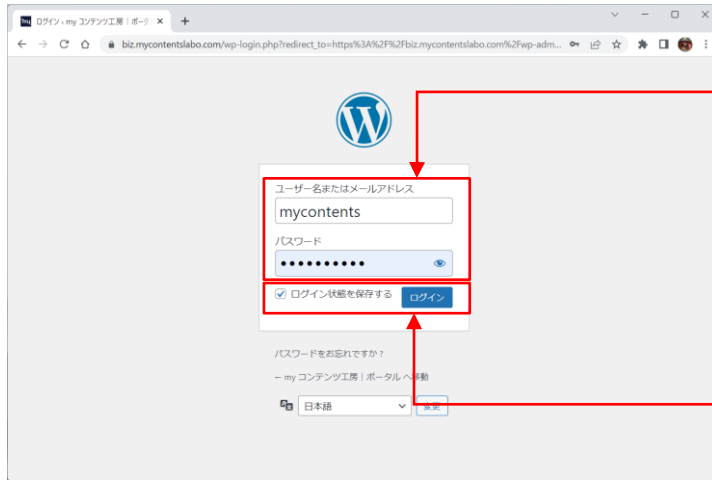 ログイン ‹ my コンテンツ工房 | ポータ
biz.mycontentslabo.com/wp-login.php?redirect_to=https%3A%2F%2Fbiz.mycontentslabo.com%2Fwp-adm...
ユーザー名またはメールアドレス
mycontents
パスワード
••••••••••
ログイン状態を保存する
ログイン
パスワードをお忘れですか ?
← my コンテンツ工房 | ポータル へ移動
日本語
変更